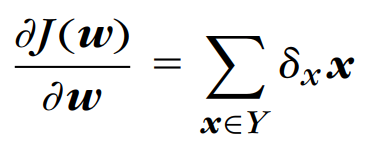 ∂J(w)/∂w = ∑_{x∈Y} δ_x x